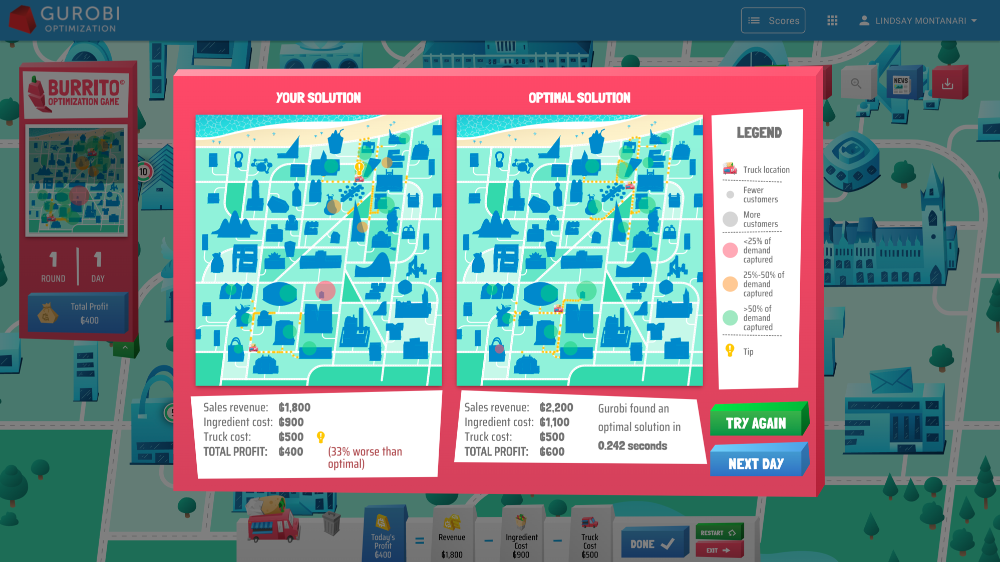 GUROBI
OPTIMIZATION
Scores
LINDSAY MONTANARI
BURRITO©
OPTIMIZATION GAME
1
ROUND
1
DAY
Total Profit
₲400
10
NEWS
YOUR SOLUTION
OPTIMAL SOLUTION
LEGEND
Truck location
Fewer
customers
More
customers
<25% of
demand
captured
25%-50% of
demand
captured
>50% of
demand
captured
Tip
Sales revenue: ₲1,800
Ingredient cost: ₲900
Truck cost: ₲500
TOTAL PROFIT: ₲400
(33% worse than
optimal)
Sales revenue: ₲2,200
Ingredient cost: ₲1,100
Truck cost: ₲500
TOTAL PROFIT: ₲600
Gurobi found an
optimal solution in
0.242 seconds
TRY AGAIN
NEXT DAY
Today's
Profit
₲400
=
Revenue
₲1,800
−
Ingredient
Cost
₲900
−
Truck
Cost
₲500
DONE
RESTART
EXIT